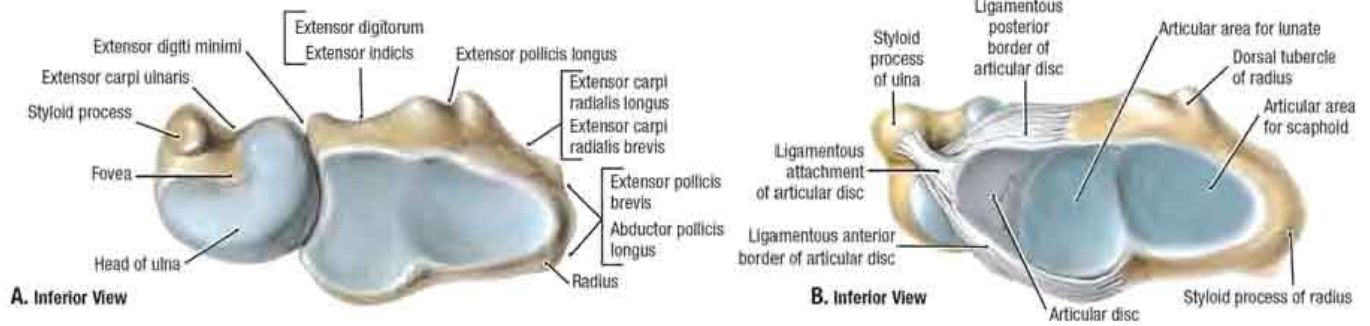 Extensor digitorum
Extensor indicis
Extensor digiti minimi
Extensor pollicis longus
Extensor carpi ulnaris
Extensor carpi
radialis longus
Extensor carpi
radialis brevis
Styloid process
Fovea
Extensor pollicis
brevis
Abductor pollicis
longus
Head of ulna
Radius
A. Inferior View
Ligamentous
posterior
border of
articular disc
Articular area for lunate
Styloid
process
of ulna
Dorsal tubercle
of radius
Articular area
for scaphoid
Ligamentous
attachment
of articular disc
Ligamentous anterior
border of articular disc
Styloid process of radius
Articular disc
B. Inferior View